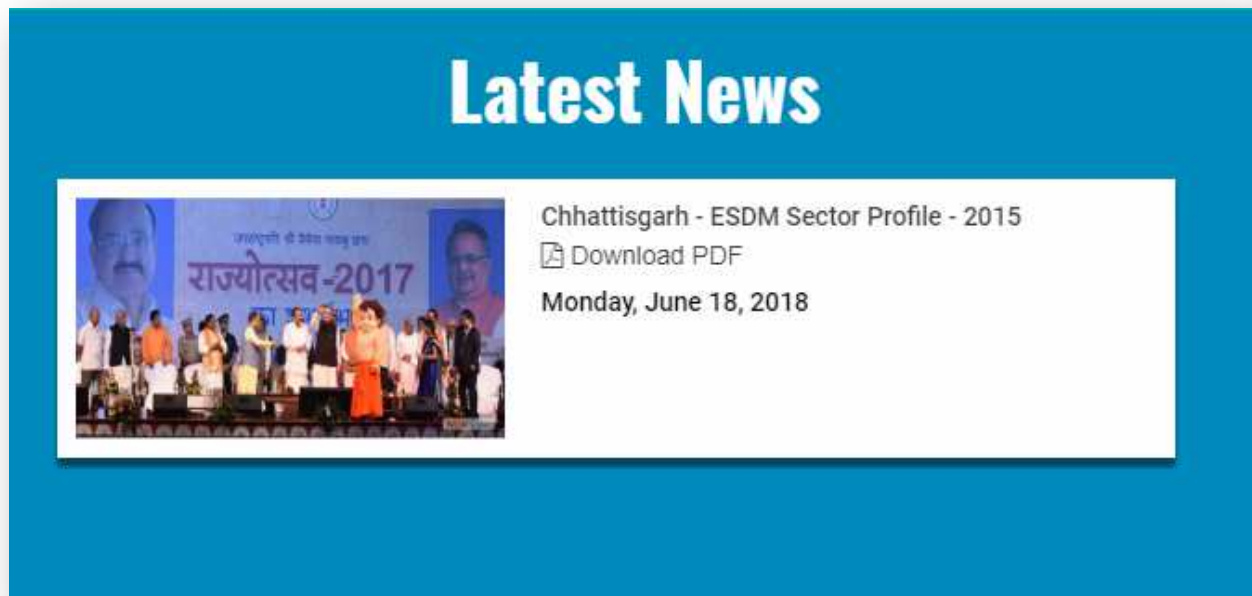 Latest News
राज्योत्सव-2017
Chhattisgarh - ESDM Sector Profile - 2015
Download PDF
Monday, June 18, 2018